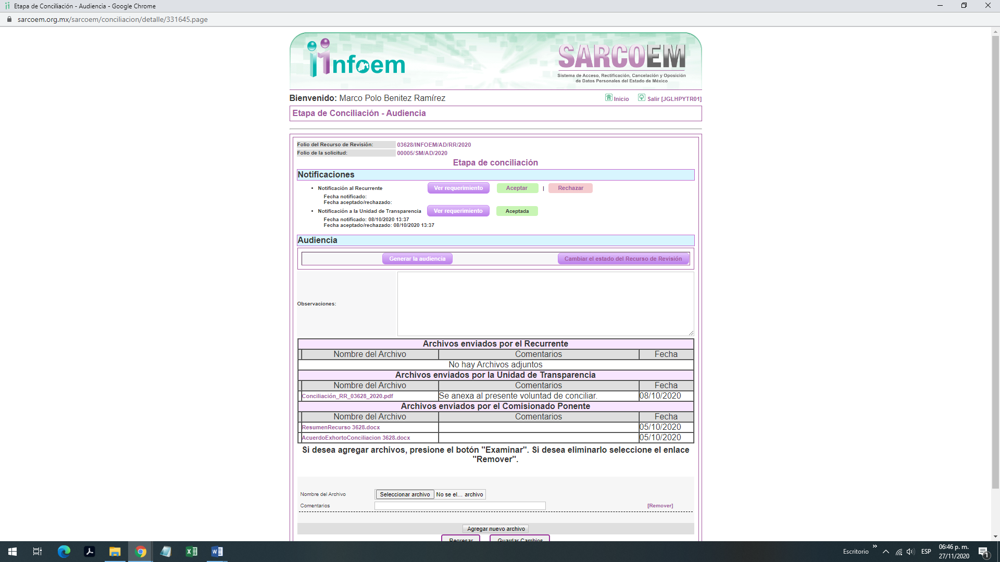 Etapa de Conciliación - Audiencia - Google Chrome
sarcoem.org.mx/sarcoem/conciliacion/detalle/331645.page
infoem
SARCOEM
Sistema de Acceso, Rectificación, Cancelación y Oposición
de Datos Personales del Estado de México
Bienvenido: Marco Polo Benitez Ramírez
Inicio Salir [JGLHPYTR01]
Etapa de Conciliación - Audiencia
Folio del Recurso de Revisión: 03628/INFOEM/AD/RR/2020
Folio de la solicitud: 00005/SM/AD/2020
Etapa de conciliación
Notificaciones
• Notificación al Recurrente Ver requerimiento Aceptar | Rechazar
Fecha notificado:
Fecha aceptado/rechazado:
• Notificación a la Unidad de Transparencia Ver requerimiento Aceptada
Fecha notificado: 08/10/2020 13:37
Fecha aceptado/rechazado: 08/10/2020 13:37
Audiencia
Generar la audiencia Cambiar el estado del Recurso de Revisión
Observaciones:
Archivos enviados por el Recurrente
Nombre del Archivo Comentarios Fecha
No hay Archivos adjuntos
Archivos enviados por la Unidad de Transparencia
Nombre del Archivo Comentarios Fecha
Conciliación_RR_03628_2020.pdf Se anexa al presente voluntad de conciliar. 08/10/2020
Archivos enviados por el Comisionado Ponente
Nombre del Archivo Comentarios Fecha
ResumenRecurso 3628.docx 05/10/2020
AcuerdoExhortoConciliacion 3628.docx 05/10/2020
Si desea agregar archivos, presione el botón "Examinar". Si desea eliminarlo seleccione el enlace
"Remover".
Nombre del Archivo Seleccionar archivo No se el... archivo
Comentarios [Remover]
Agregar nuevo archivo
Regresar Guardar Cambios
Escritorio » ESP 06:46 p. m.
27/11/2020 1